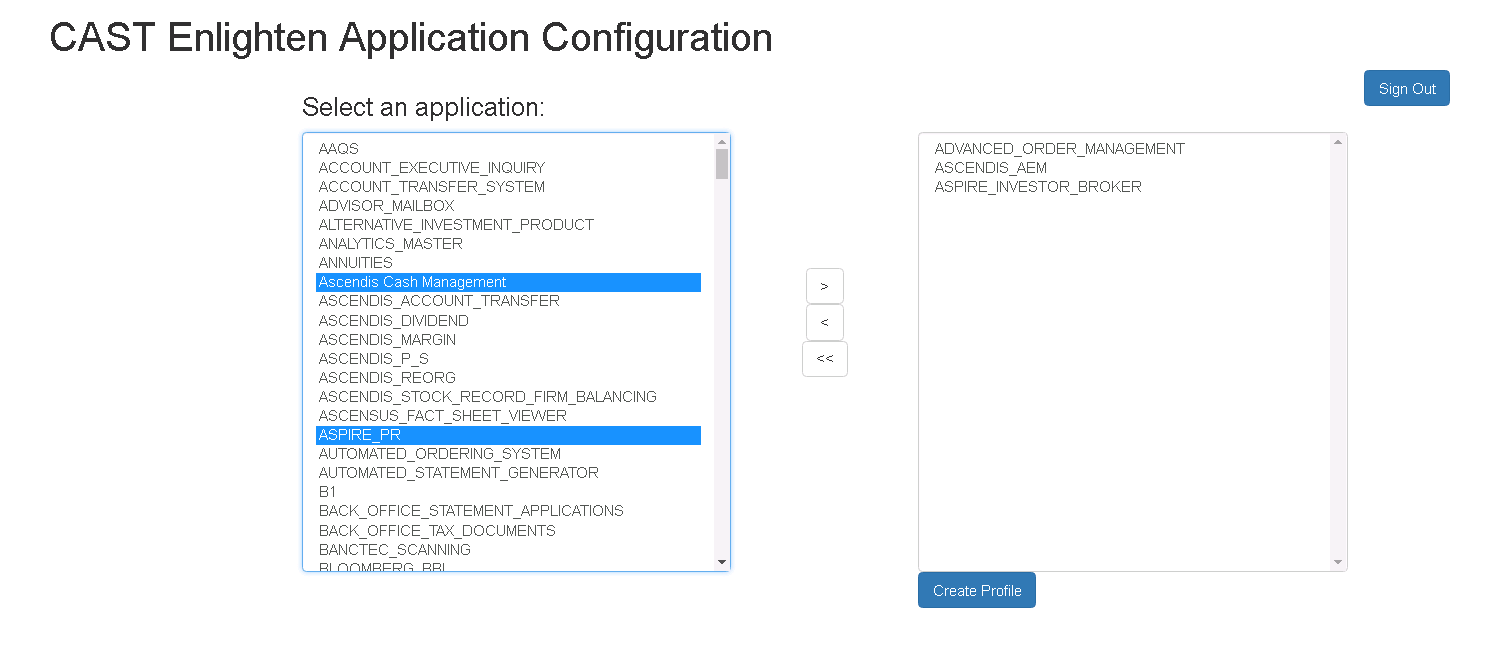 CAST Enlighten Application Configuration
Sign Out
Select an application:
AAQS
ACCOUNT_EXECUTIVE_INQUIRY
ACCOUNT_TRANSFER_SYSTEM
ADVISOR_MAILBOX
ALTERNATIVE_INVESTMENT_PRODUCT
ANALYTICS_MASTER
ANNUITIES
Ascendis Cash Management
ASCENDIS_ACCOUNT_TRANSFER
ASCENDIS_DIVIDEND
ASCENDIS_MARGIN
ASCENDIS_P_S
ASCENDIS_REORG
ASCENDIS_STOCK_RECORD_FIRM_BALANCING
ASCENSUS_FACT_SHEET_VIEWER
ASPIRE_PR
AUTOMATED_ORDERING_SYSTEM
AUTOMATED_STATEMENT_GENERATOR
B1
BACK_OFFICE_STATEMENT_APPLICATIONS
BACK_OFFICE_TAX_DOCUMENTS
BANCTEC_SCANNING
BLOOMBERG_BBI
>
<
<<
ADVANCED_ORDER_MANAGEMENT
ASCENDIS_AEM
ASPIRE_INVESTOR_BROKER
Create Profile